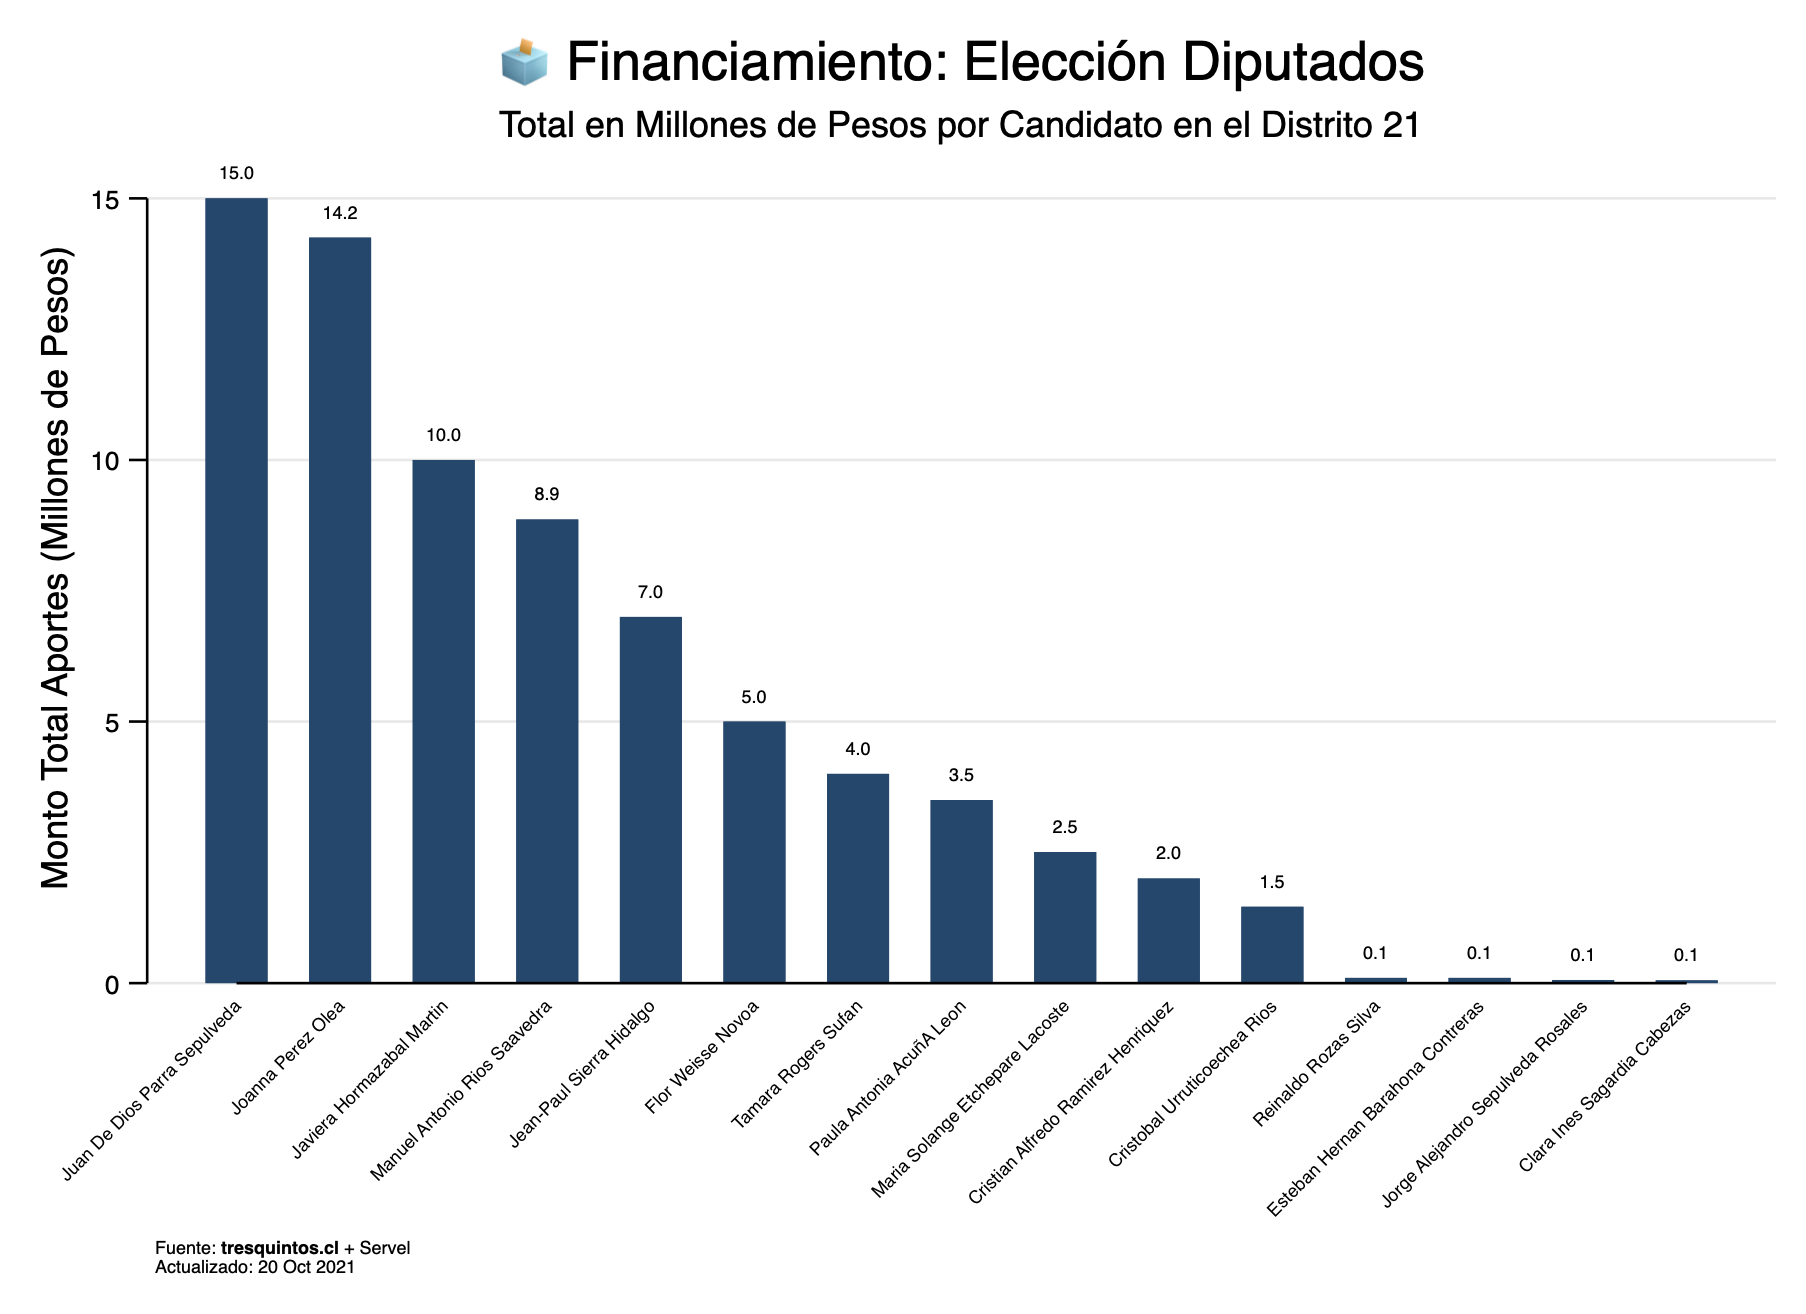 Financiamiento: Elección Diputados
Total en Millones de Pesos por Candidato en el Distrito 21
Monto Total Aportes (Millones de Pesos)
15
10
5
0
15.0
14.2
10.0
8.9
7.0
5.0
4.0
3.5
2.5
2.0
1.5
0.1
0.1
0.1
0.1
Juan De Dios Parra Sepulveda
Joanna Perez Olea
Javiera Hormazabal Martin
Manuel Antonio Rios Saavedra
Jean-Paul Sierra Hidalgo
Flor Weisse Novoa
Tamara Rogers Sufan
Paula Antonia AcuñA Leon
Maria Solange Etchepare Lacoste
Cristian Alfredo Ramirez Henriquez
Cristobal Urruticoechea Rios
Reinaldo Rozas Silva
Esteban Hernan Barahona Contreras
Jorge Alejandro Sepulveda Rosales
Clara Ines Sagardia Cabezas
Fuente: tresquintos.cl + Servel
Actualizado: 20 Oct 2021